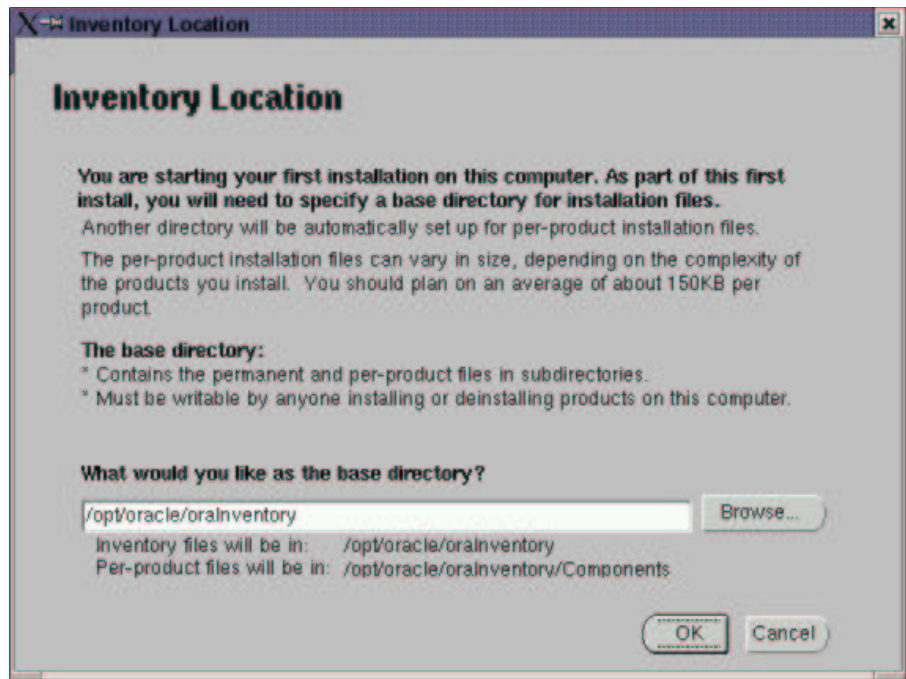 Inventory Location
Inventory Location
You are starting your first installation on this computer. As part of this first
install, you will need to specify a base directory for installation files.
Another directory will be automatically set up for per-product installation files.
The per-product installation files can vary in size, depending on the complexity of
the products you install. You should plan on an average of about 150KB per
product.
The base directory:
* Contains the permanent and per-product files in subdirectories.
* Must be writable by anyone installing or deinstalling products on this computer.
What would you like as the base directory?
/opt/oracle/oraInventory
Browse...
Inventory files will be in: /opt/oracle/oraInventory
Per-product files will be in: /opt/oracle/oraInventory/Components
OK Cancel